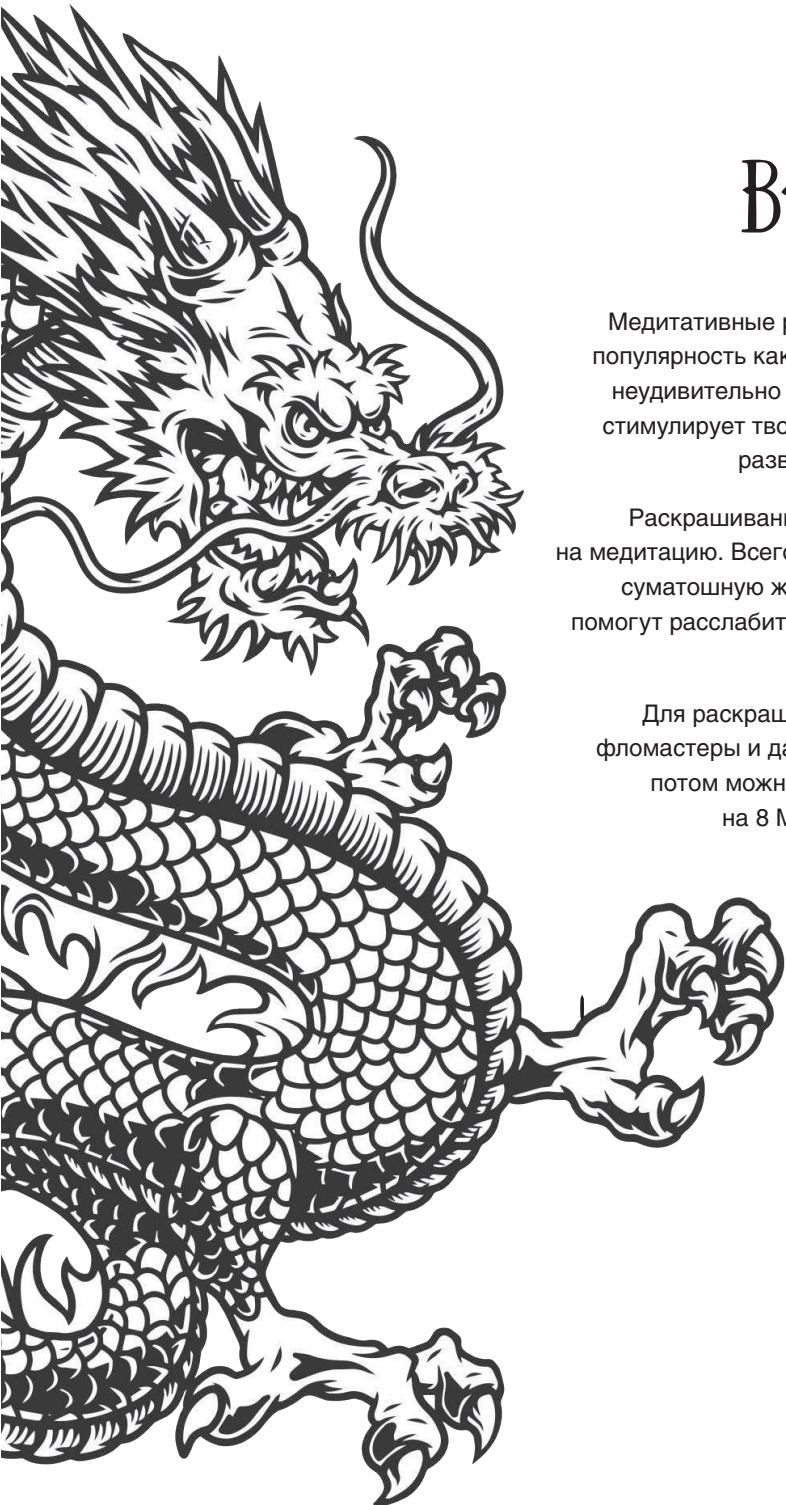 В
Медитативные р
популярность как
неудивительно
стимулирует тво
разв
Раскрашивани
на медитацию. Всего
суматошную ж
помогут расслабит
Для раскраш
фломастеры и да
потом можн
на 8 М